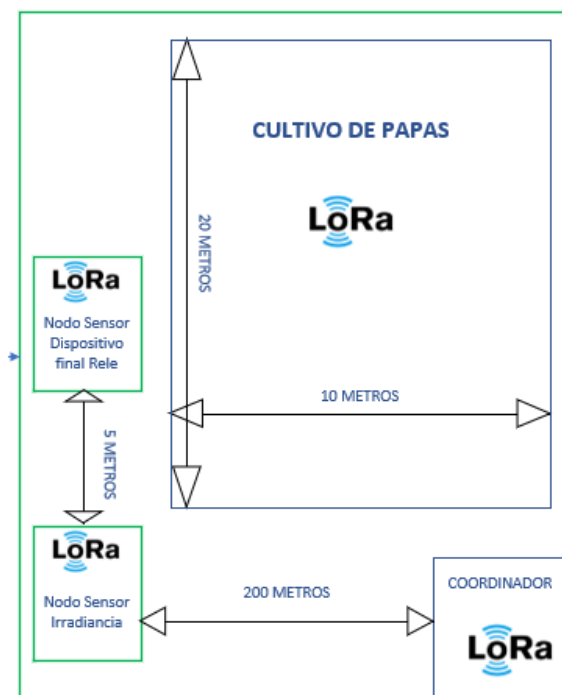 CULTIVO DE PAPAS
LoRa
20 METROS
10 METROS
LoRa
Nodo Sensor
Dispositivo
final Rele
5 METROS
LoRa
Nodo Sensor
Irradiancia
200 METROS
COORDINADOR
LoRa